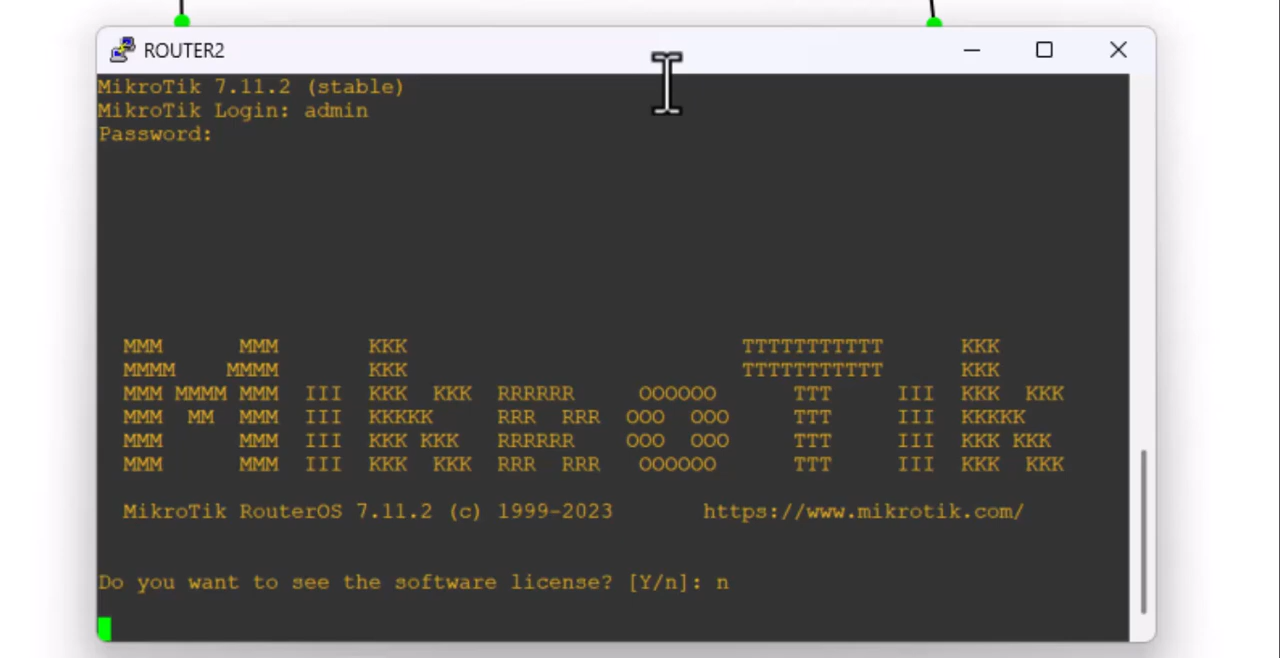 ROUTER2
MikroTik 7.11.2 (stable)
MikroTik Login: admin
Password:
MMM      MMM       KKK                          TTTTTTTTTTT      KKK
MMMM    MMMM       KKK                          TTTTTTTTTTT      KKK
MMM MMMM MMM  III  KKK  KKK  RRRRRR     OOOOOO      TTT     III  KKK  KKK
MMM  MM  MMM  III  KKKKK     RRR  RRR  OOO  OOO     TTT     III  KKKKK
MMM      MMM  III  KKK KKK   RRRRRR    OOO  OOO     TTT     III  KKK KKK
MMM      MMM  III  KKK  KKK  RRR  RRR   OOOOOO      TTT     III  KKK  KKK
MikroTik RouterOS 7.11.2 (c) 1999-2023       https://www.mikrotik.com/
Do you want to see the software license? [Y/n]: n